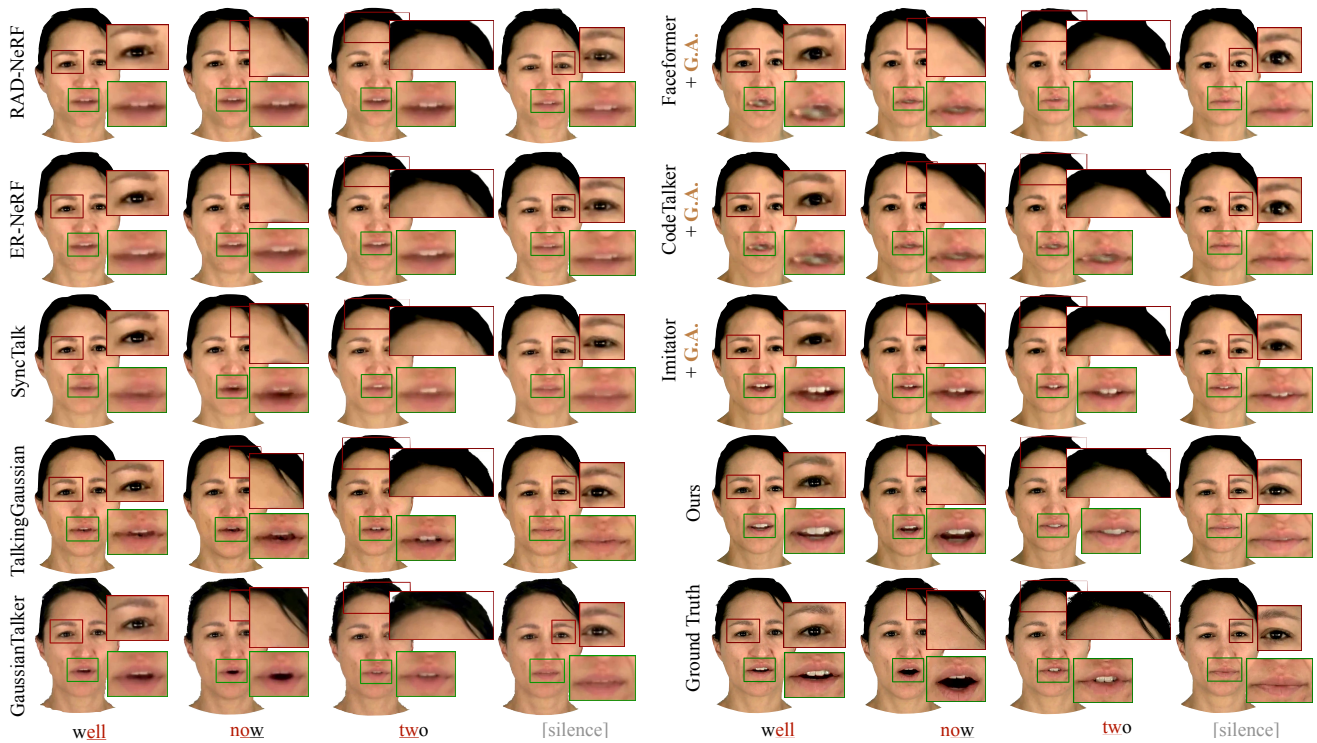 RAD-NeRF
ER-NeRF
SyncTalk
TalkingGaussian
GaussianTalker
well now two [silence]
Faceformer
+ G.A.
CodeTalker
+ G.A.
Imitator
+ G.A.
Ours
Ground Truth
well now two [silence]